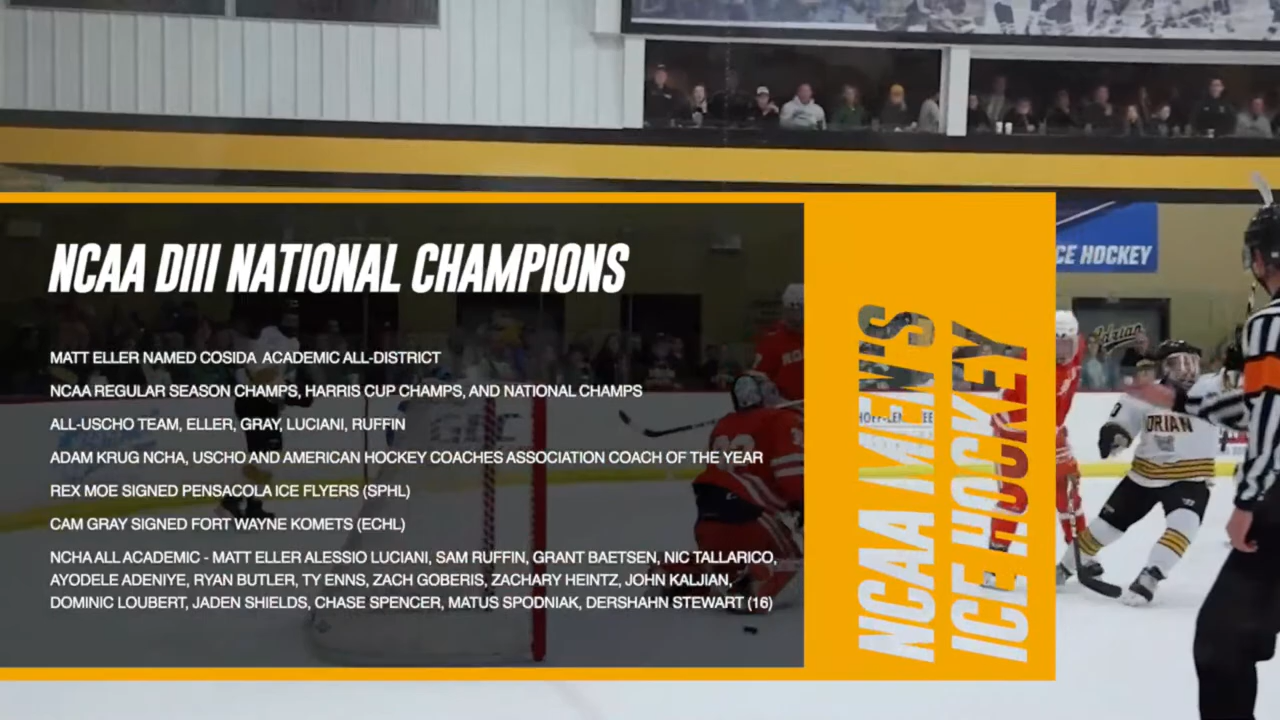 NCAA DIII NATIONAL CHAMPIONS
MATT ELLER NAMED COSIDA ACADEMIC ALL-DISTRICT
NCAA REGULAR SEASON CHAMPS, HARRIS CUP CHAMPS, AND NATIONAL CHAMPS
ALL-USCHO TEAM, ELLER, GRAY, LUCIANI, RUFFIN
ADAM KRUG NCHA, USCHO AND AMERICAN HOCKEY COACHES ASSOCIATION COACH OF THE YEAR
REX MOE SIGNED PENSACOLA ICE FLYERS (SPHL)
CAM GRAY SIGNED FORT WAYNE KOMETS (ECHL)
NCHA ALL ACADEMIC - MATT ELLER ALESSIO LUCIANI, SAM RUFFIN, GRANT BAETSEN, NIC TALLARICO,
AYODELE ADENIYE, RYAN BUTLER, TY ENNS, ZACH GOBERIS, ZACHARY HEINTZ, JOHN KALJIAN,
DOMINIC LOUBERT, JADEN SHIELDS, CHASE SPENCER, MATUS SPODNIAK, DERSHAHN STEWART (16)
NCAA MEN'S
ICE HOCKEY
CE HOCKEY
Adrian
DRIAN